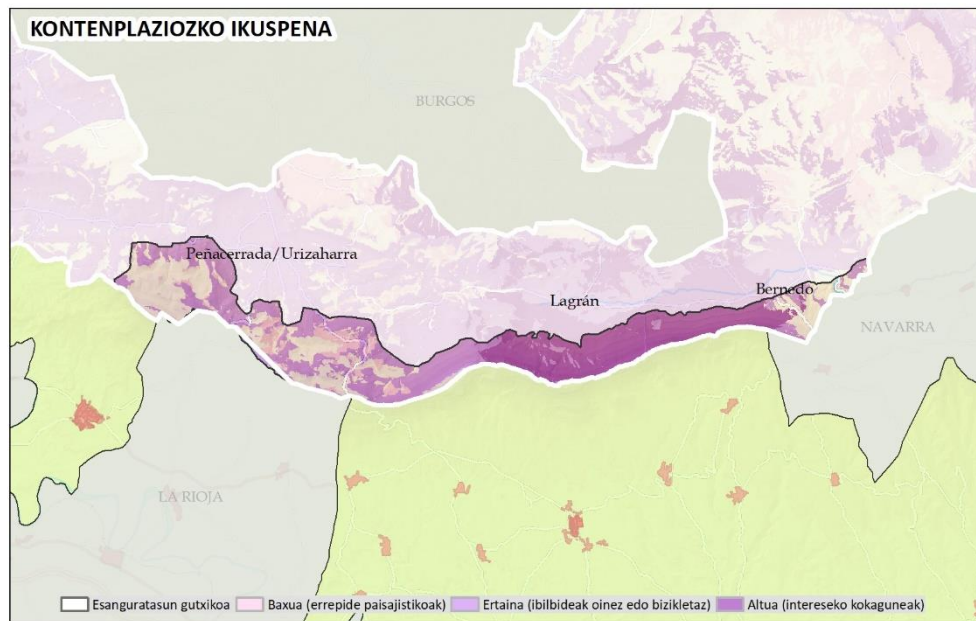 KONTENPLAZIOZKO IKUSPENA
BURGOS
Peñacerrada/Urizaharra
Lagrán
Bernedo
NAVARRA
LA RIOJA
Esanguratasun gutxikoa Baxua (errepide paisajistikoak) Ertaina (ibilbideak oinez edo bizikletaz) Altua (intereseko kokaguneak)